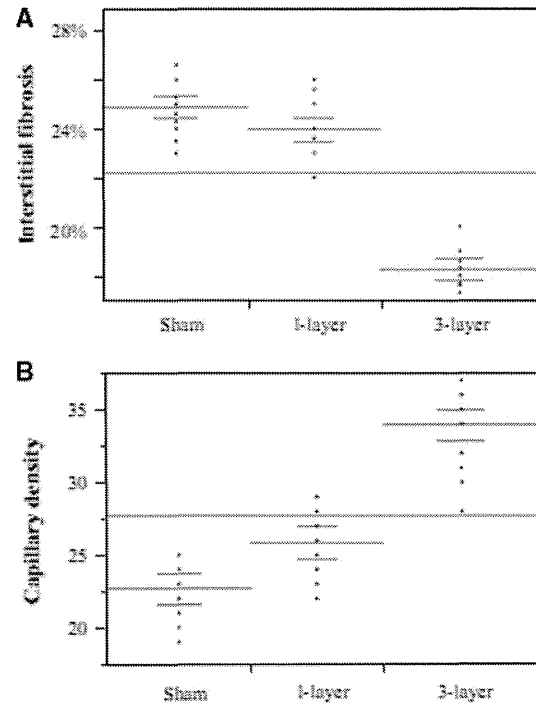 A
Interstitial fibrosis
28%
24%
20%
Sham 1-layer 3-layer
B
Capillary density
35
30
25
20
Sham 1-layer 3-layer